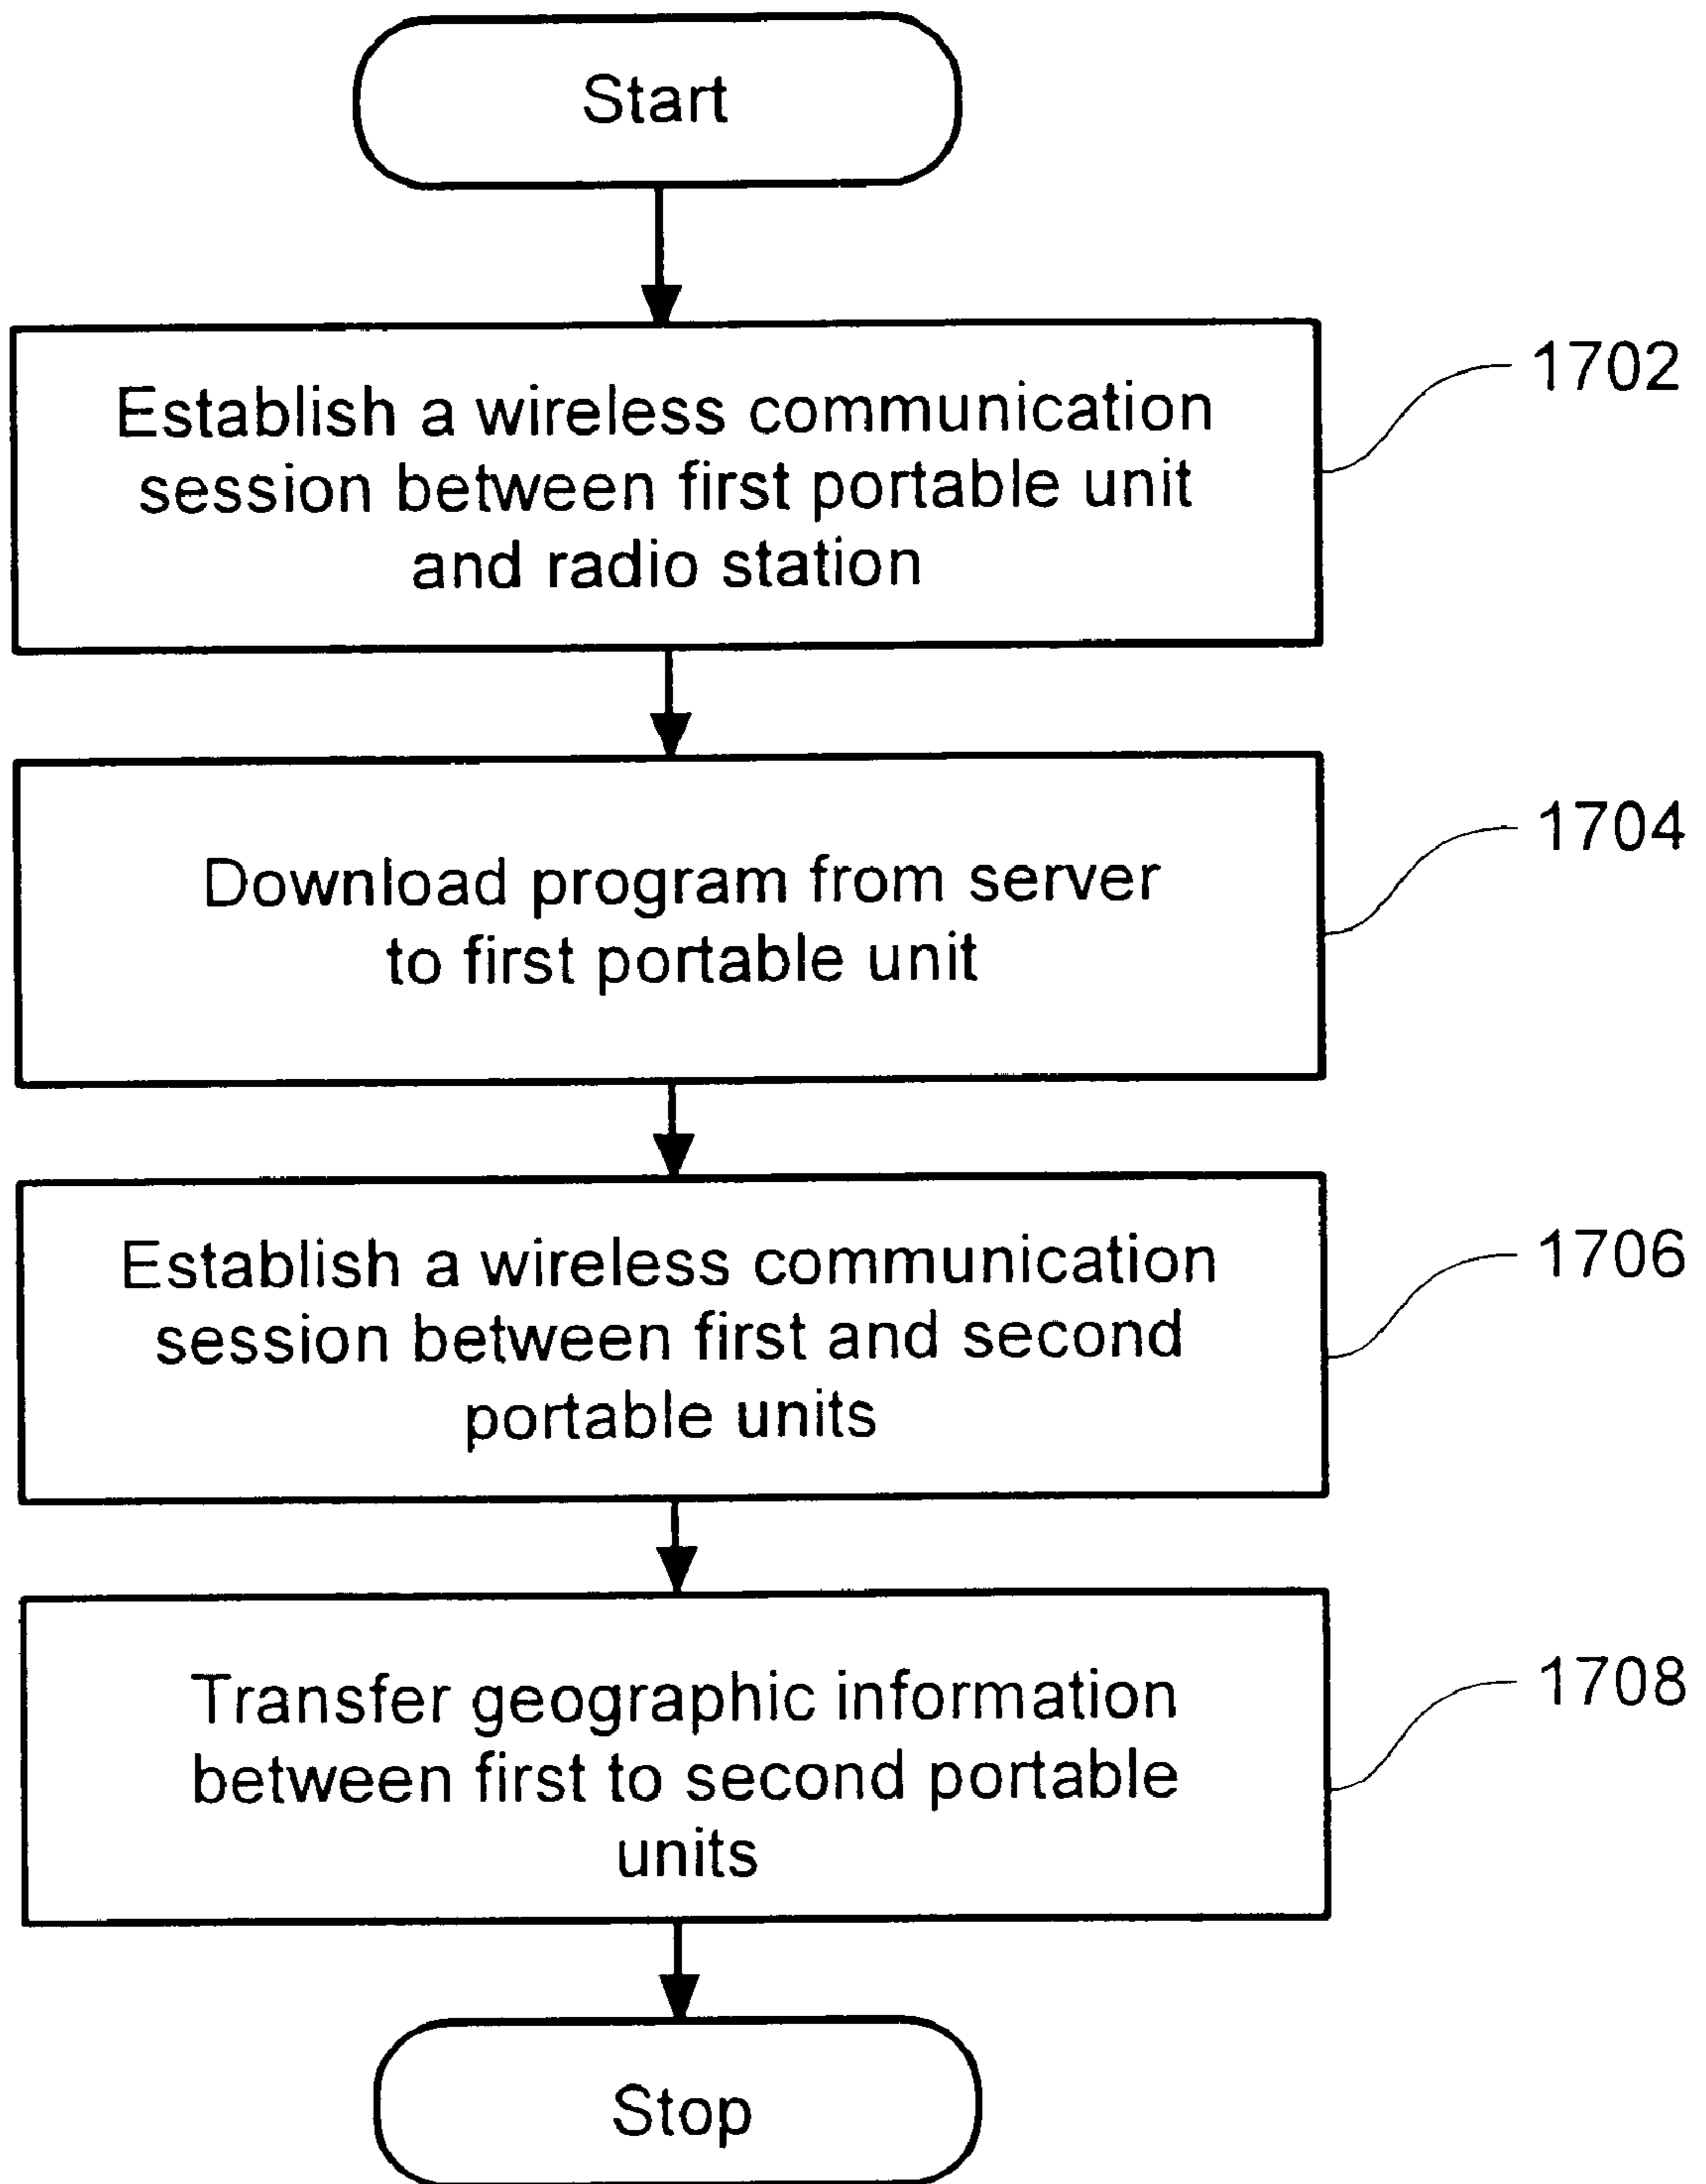 Start
Establish a wireless communication
session between first portable unit
and radio station
1702
Download program from server
to first portable unit
1704
Establish a wireless communication
session between first and second
portable units
1706
Transfer geographic information
between first to second portable
units
1708
Stop